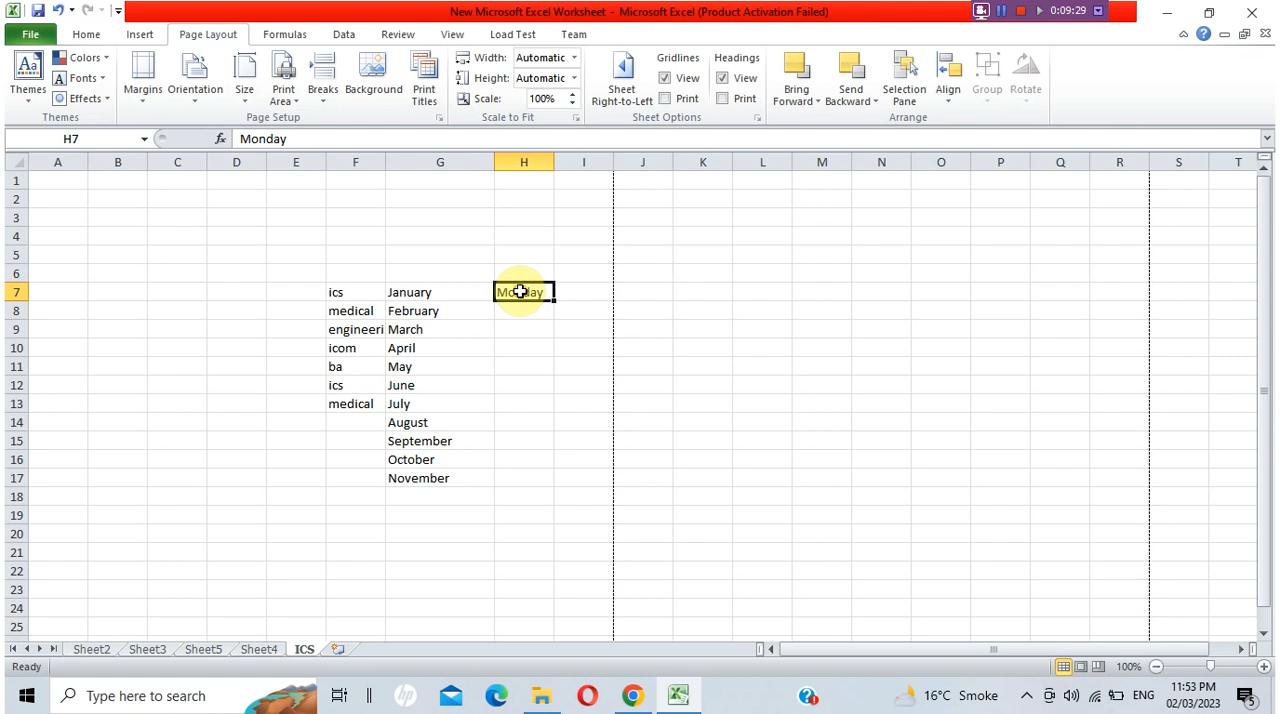 New Microsoft Excel Worksheet - Microsoft Excel (Product Activation Failed)
00:09:29
File Home Insert Page Layout Formulas Data Review View Load Test Team
Themes
Colors
Fonts
Effects
Themes
Margins Orientation Size Print Area Breaks Background Print Titles
Page Setup
Width: Automatic
Height: Automatic
Scale: 100%
Scale to Fit
Sheet Right-to-Left
Gridlines Headings
View View
Print Print
Sheet Options
Bring Forward Send Backward Selection Pane Align Group Rotate
Arrange
H7 fx Monday
A B C D E F G H I J K L M N O P Q R S T
1
2
3
4
5
6
7 ics January Monday
8 medical February
9 engineeri March
10 icom April
11 ba May
12 ics June
13 medical July
14 August
15 September
16 October
17 November
18
19
20
21
22
23
24
25
Sheet2 Sheet3 Sheet5 Sheet4 ICS
Ready 100%
Type here to search 16°C Smoke ENG 11:53 PM
02/03/2023 5